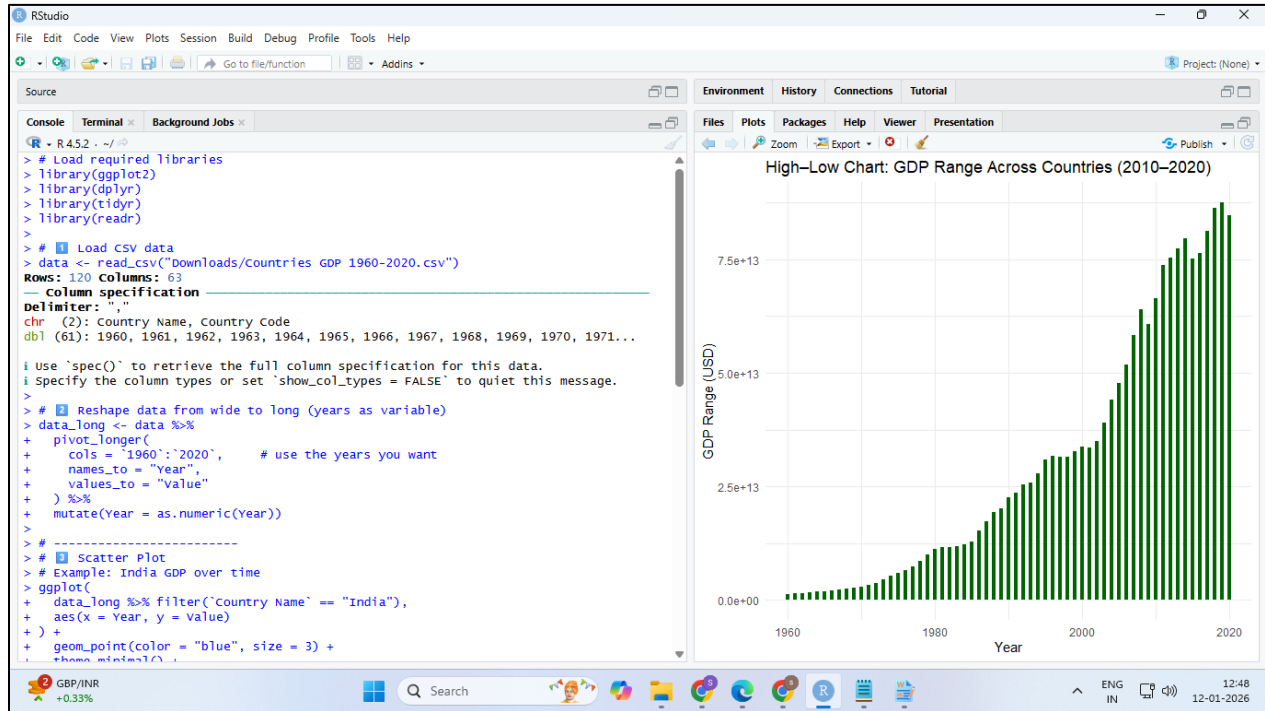 RStudio
File Edit Code View Plots Session Build Debug Profile Tools Help
Go to file/function Addins Project: (None)
Source
Console Terminal Background Jobs
R 4.5.2 · ~/
> # Load required libraries
> library(ggplot2)
> library(dplyr)
> library(tidyr)
> library(readr)
>
> # 1️⃣ Load CSV data
> data <- read_csv("Downloads/Countries GDP 1960-2020.csv")
Rows: 120 Columns: 63
── Column specification ──────────────────────────
Delimiter: ","
chr (2): Country Name, Country Code
dbl (61): 1960, 1961, 1962, 1963, 1964, 1965, 1966, 1967, 1968, 1969, 1970, 1971...
ℹ Use `spec()` to retrieve the full column specification for this data.
ℹ Specify the column types or set `show_col_types = FALSE` to quiet this message.
>
> # 2️⃣ Reshape data from wide to long (years as variable)
> data_long <- data %>%
+   pivot_longer(
+     cols = `1960`:`2020`,     # use the years you want
+     names_to = "Year",
+     values_to = "Value"
+   ) %>%
+   mutate(Year = as.numeric(Year))
>
> # -------------------------
> # 3️⃣ Scatter Plot
> # Example: India GDP over time
> ggplot(
+   data_long %>% filter(`Country Name` == "India"),
+   aes(x = Year, y = Value)
+ ) +
+   geom_point(color = "blue", size = 3) +
+   theme_minimal() +
Environment History Connections Tutorial
Files Plots Packages Help Viewer Presentation
Zoom Export Publish
High–Low Chart: GDP Range Across Countries (2010–2020)
GDP Range (USD)
7.5e+13
5.0e+13
2.5e+13
0.0e+00
1960 1980 2000 2020
Year
2 GBP/INR
+0.33%
Search
ENG
IN
12:48
12-01-2026